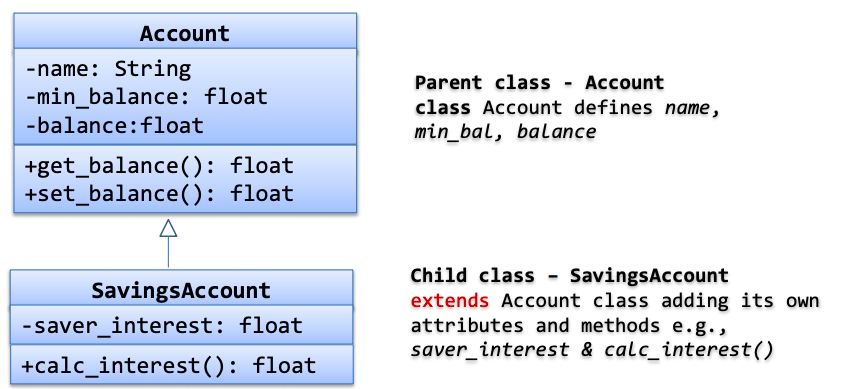 Account
-name: String
-min_balance: float
-balance:float
+get_balance(): float
+set_balance(): float
Parent class - Account
class Account defines name,
min_bal, balance
SavingsAccount
-saver_interest: float
+calc_interest(): float
Child class – SavingsAccount
extends Account class adding its own
attributes and methods e.g.,
saver_interest & calc_interest()